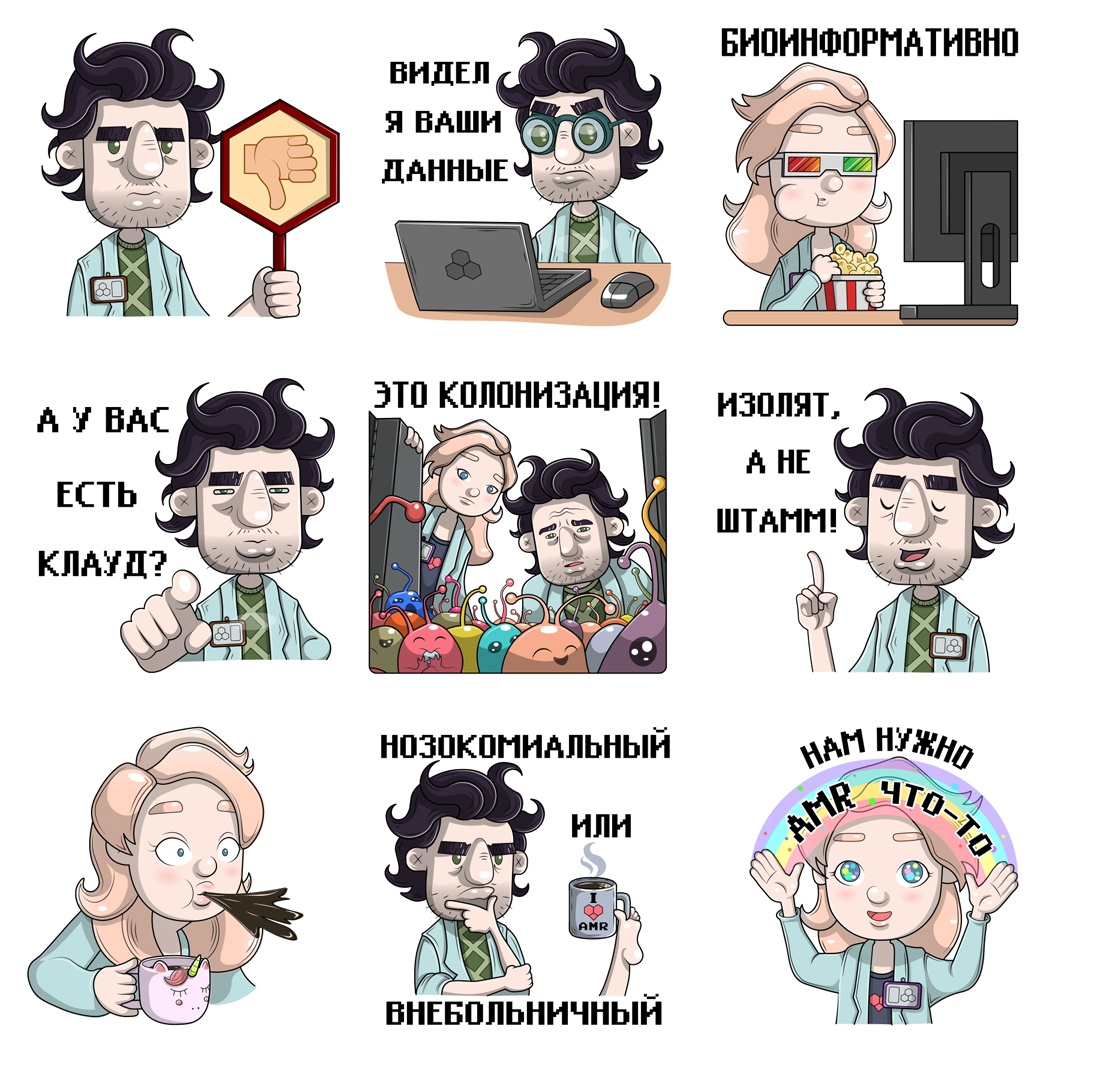 ВИДЕЛ
Я ВАШИ
ДАННЫЕ
БИОИНФОРМАТИВНО
А У ВАС
ЕСТЬ
КЛАУД?
ЭТО КОЛОНИЗАЦИЯ!
ИЗОЛЯТ,
А НЕ
ШТАММ!
НОЗОКОМИАЛЬНЫЙ
ИЛИ
I
AMR
ВНЕБОЛЬНИЧНЫЙ
НАМ НУЖНО
AMR ЧТО-ТО